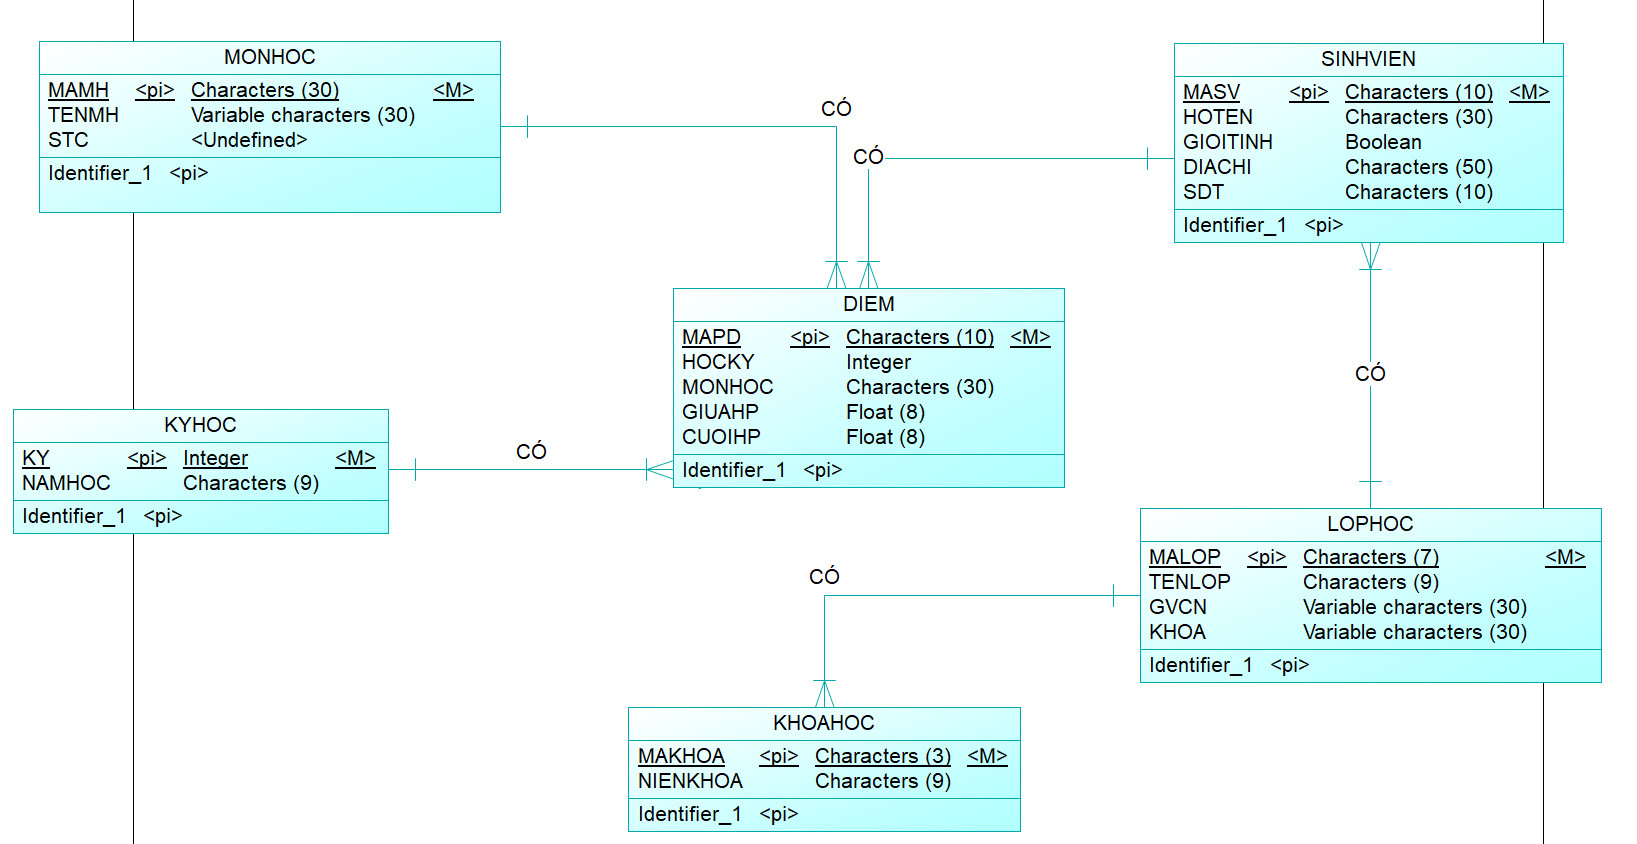 MONHOC
MAMH <pi> Characters (30) <M>
TENMH Variable characters (30)
STC <Undefined>
Identifier_1 <pi>
CÓ
CÓ
SINHVIEN
MASV <pi> Characters (10) <M>
HOTEN Characters (30)
GIOITINH Boolean
DIACHI Characters (50)
SDT Characters (10)
Identifier_1 <pi>
DIEM
MAPD <pi> Characters (10) <M>
HOCKY Integer
MONHOC Characters (30)
GIUAHP Float (8)
CUOIHP Float (8)
Identifier_1 <pi>
CÓ
KYHOC
KY <pi> Integer <M>
NAMHOC Characters (9)
Identifier_1 <pi>
CÓ
LOPHOC
MALOP <pi> Characters (7) <M>
TENLOP Characters (9)
GVCN Variable characters (30)
KHOA Variable characters (30)
Identifier_1 <pi>
CÓ
KHOAHOC
MAKHOA <pi> Characters (3) <M>
NIENKHOA Characters (9)
Identifier_1 <pi>